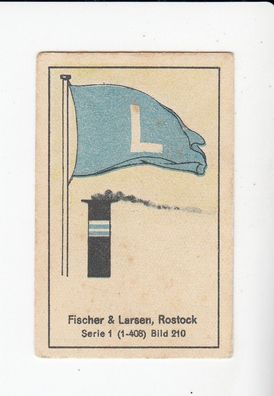 L
Fischer & Larsen, Rostock
Serie 1 (1-408) Bild 210